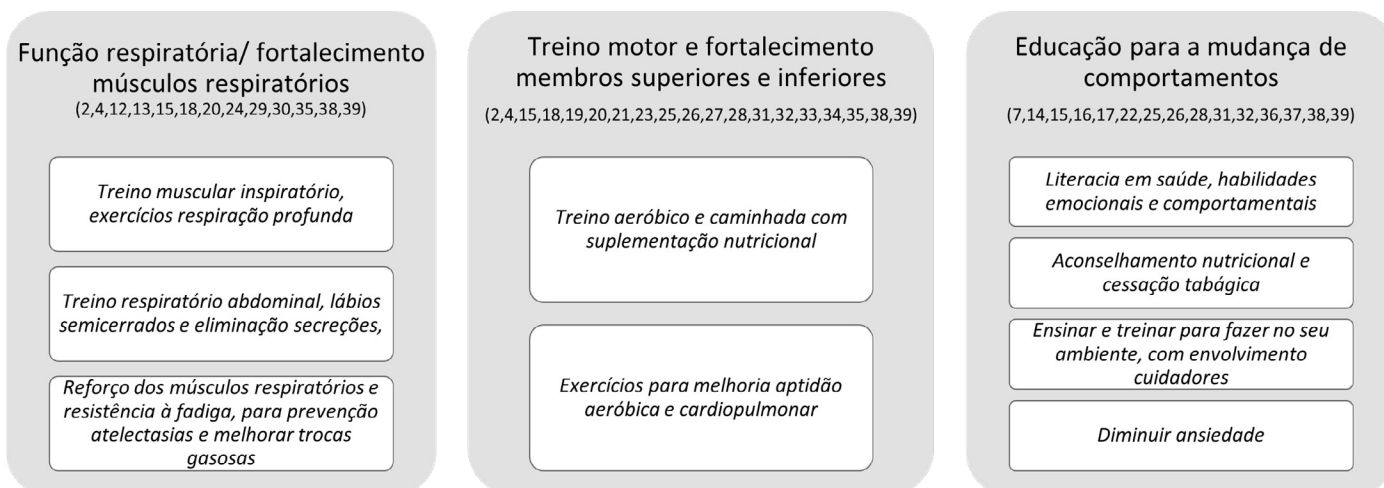 Função respiratória/ fortalecimento
músculos respiratórios
(2,4,12,13,15,18,20,24,29,30,35,38,39)
Treino muscular inspiratório,
exercícios respiração profunda
Treino respiratório abdominal, lábios
semicerrados e eliminação secreções,
Reforço dos músculos respiratórios e
resistência à fadiga, para prevenção
atelectasias e melhorar trocas
gasosas
Treino motor e fortalecimento
membros superiores e inferiores
(2,4,15,18,19,20,21,23,25,26,27,28,31,32,33,34,35,38,39)
Treino aeróbico e caminhada com
suplementação nutricional
Exercícios para melhoria aptidão
aeróbica e cardiopulmonar
Educação para a mudança de
comportamentos
(7,14,15,16,17,22,25,26,28,31,32,36,37,38,39)
Literacia em saúde, habilidades
emocionais e comportamentais
Aconselhamento nutricional e
cessação tabágica
Ensinar e treinar para fazer no seu
ambiente, com envolvimento
cuidadores
Diminuir ansiedade